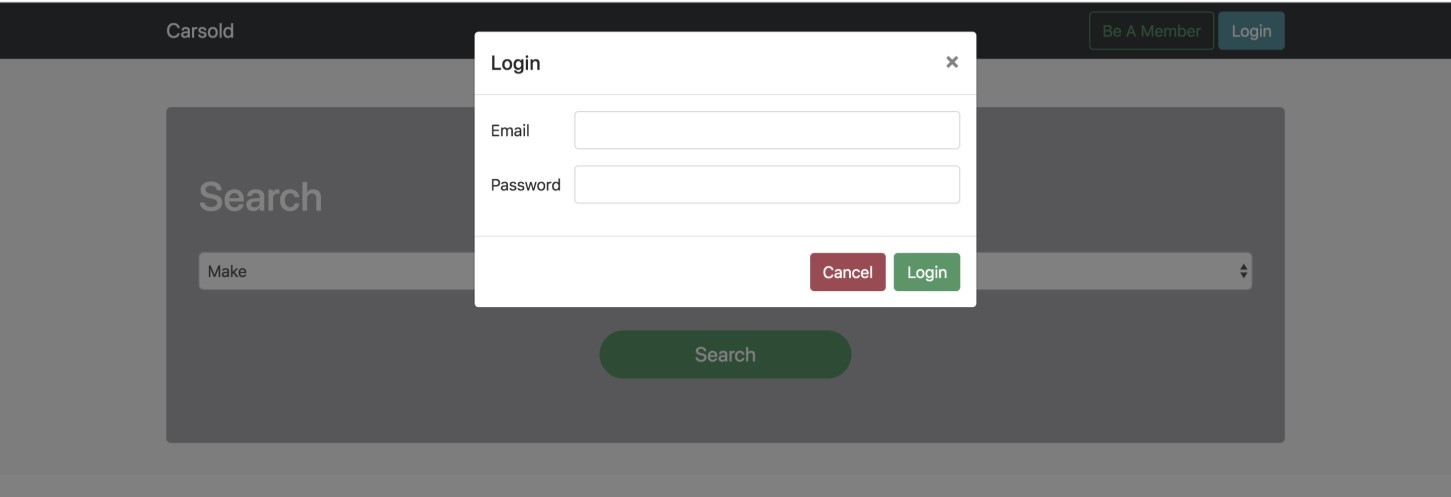 Carsold
Be A Member
Login
Login
×
Email
Password
Search
Make
Cancel
Login
Search